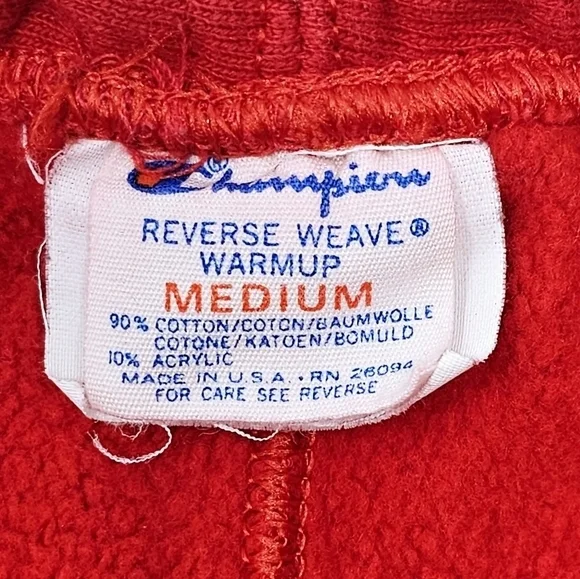 Champion
REVERSE WEAVE®
WARMUP
MEDIUM
90% COTTON/COTON/BAUMWOLLE
COTONE/KATOEN/BOMULD
10% ACRYLIC
MADE IN U.S.A. • RN 26094
FOR CARE SEE REVERSE